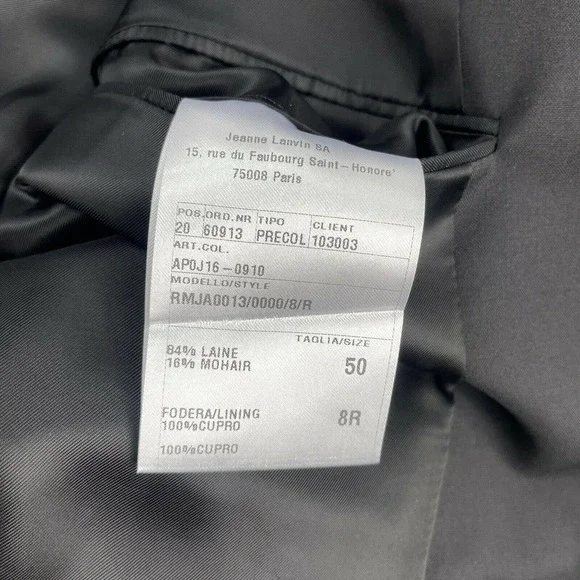 Jeanne Lanvin SA
15, rue du Faubourg Saint-Honore'
75008 Paris
POS. ORD.NR TIPO CLIENT
20 60913 PRECOL 103003
ART.COL.
AP0J16-0910
MODELLO/STYLE
RMJA0013/0000/8/R
TAGLIA/SIZE
84% LAINE
16% MOHAIR
50
FODERA/LINING
100%CUPRO
8R
100%CUPRO